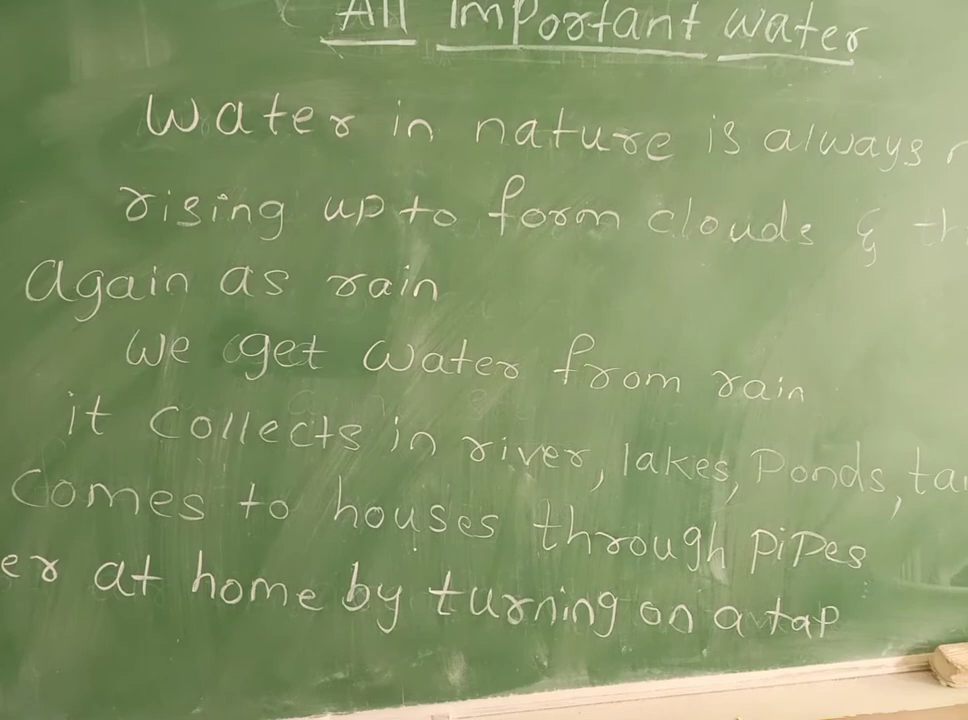 All Important water
Water in nature is always
rising up to form clouds &
again as rain
we get water from rain
it collects in river, lakes, Ponds,
Comes to houses through pipes
at home by turning on a tap